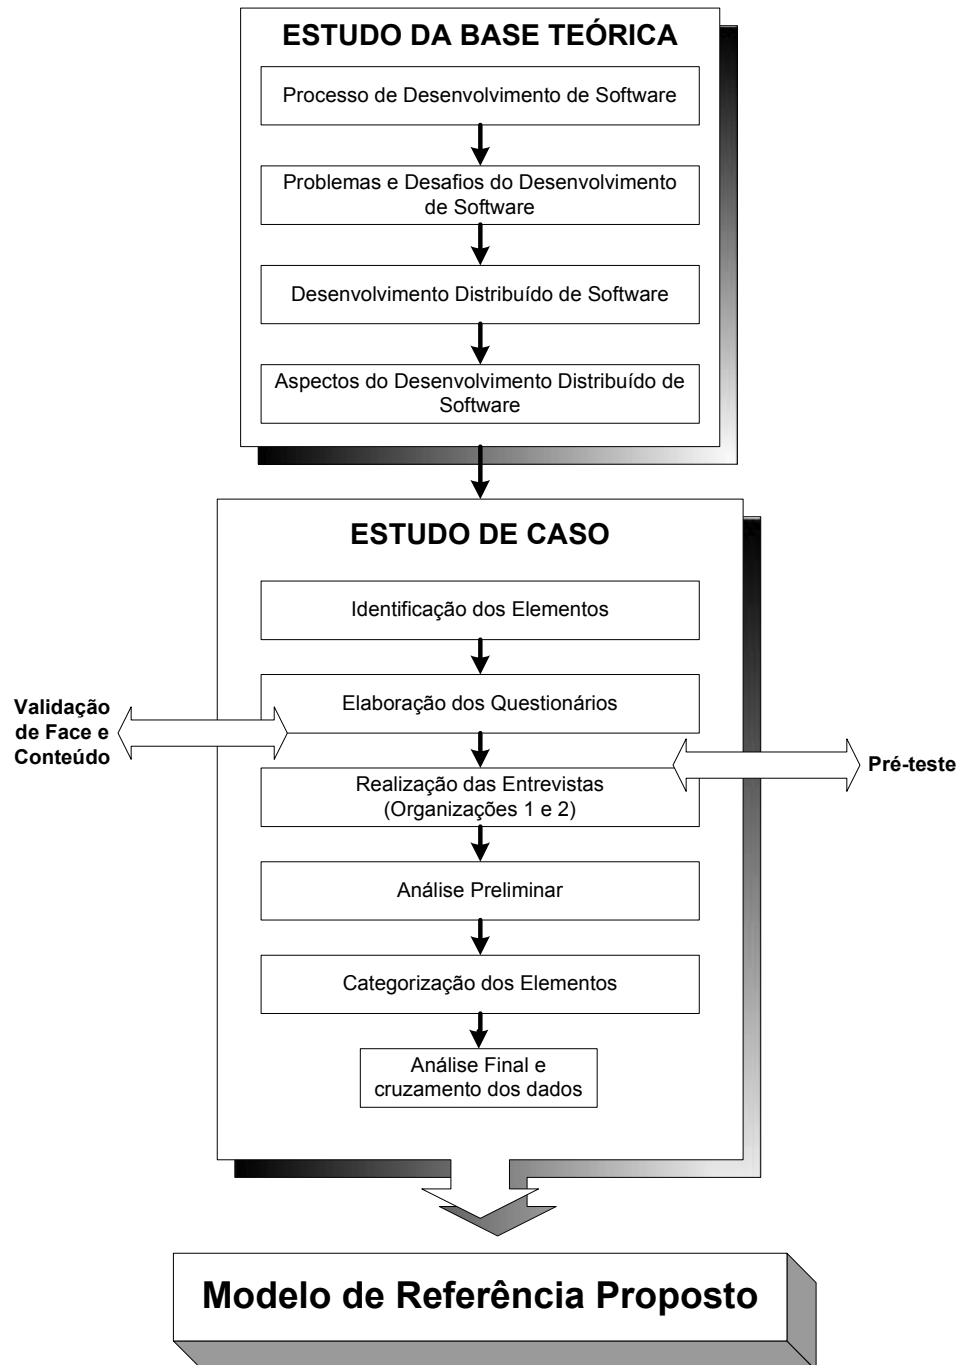 ESTUDO DA BASE TEÓRICA
Processo de Desenvolvimento de Software
Problemas e Desafios do Desenvolvimento
de Software
Desenvolvimento Distribuído de Software
Aspectos do Desenvolvimento Distribuído de
Software
ESTUDO DE CASO
Identificação dos Elementos
Elaboração dos Questionários
Validação
de Face e
Conteúdo
Pré-teste
Realização das Entrevistas
(Organizações 1 e 2)
Análise Preliminar
Categorização dos Elementos
Análise Final e
cruzamento dos dados
Modelo de Referência Proposto